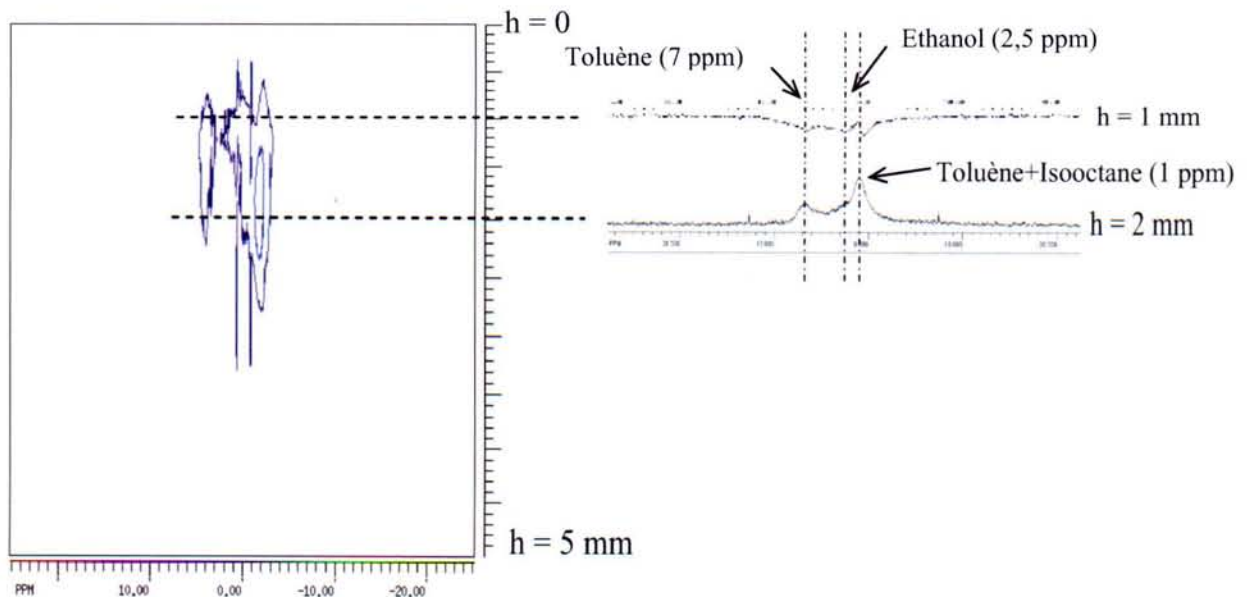 h = 0
h = 5 mm
PPM 10,00 0,00 -10,00 -20,00
Toluène (7 ppm)
Ethanol (2,5 ppm)
h = 1 mm
Toluène+Isooctane (1 ppm)
h = 2 mm
PPM